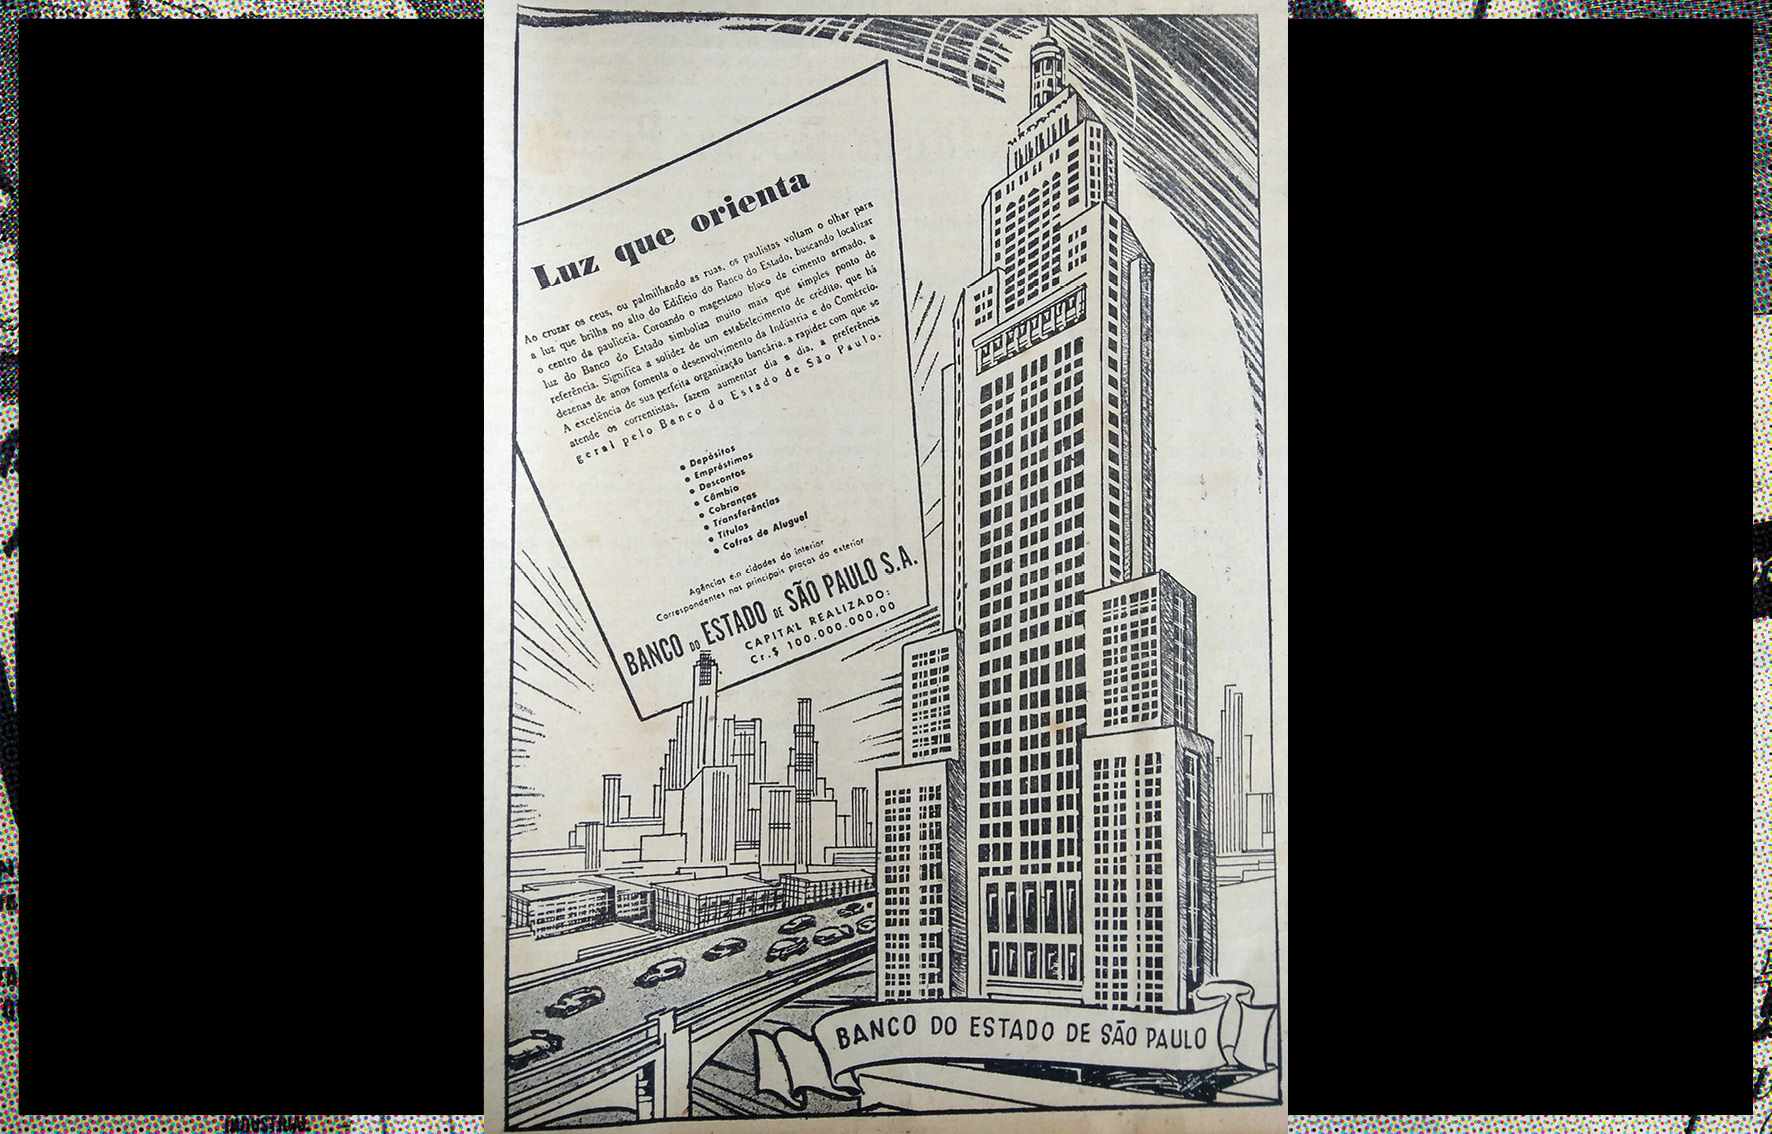 Luz que orienta
Ao cruzar os ceus, ou palmilhando as ruas, os paulistas voltam o olhar para
a luz que brilha no alto do Edificio do Banco do Estado, buscando localizar
o centro da pauliceia. Coroando o magestoso bloco de cimento armado, a
luz do Banco do Estado simboliza muito mais que simples ponto de
referência. Significa a solidez de um estabelecimento de crédito, que há
dezenas de anos fomenta o desenvolvimento da Indústria e do Comércio.
A excelência de sua perfeita organização bancária, a rapidez com que se
atende os correntistas, fazem aumentar dia a dia, a preferência
geral pelo Banco do Estado de São Paulo.
• Depósitos
• Empréstimos
• Descontos
• Câmbio
• Cobranças
• Transferências
• Títulos
• Cofres de Aluguel
Agências em cidades do interior
Correspondentes nas principais praças do exterior
BANCO DO ESTADO DE SÃO PAULO S.A.
CAPITAL REALIZADO:
Cr.$ 100.000.000,00
BANCO DO ESTADO DE SÃO PAULO